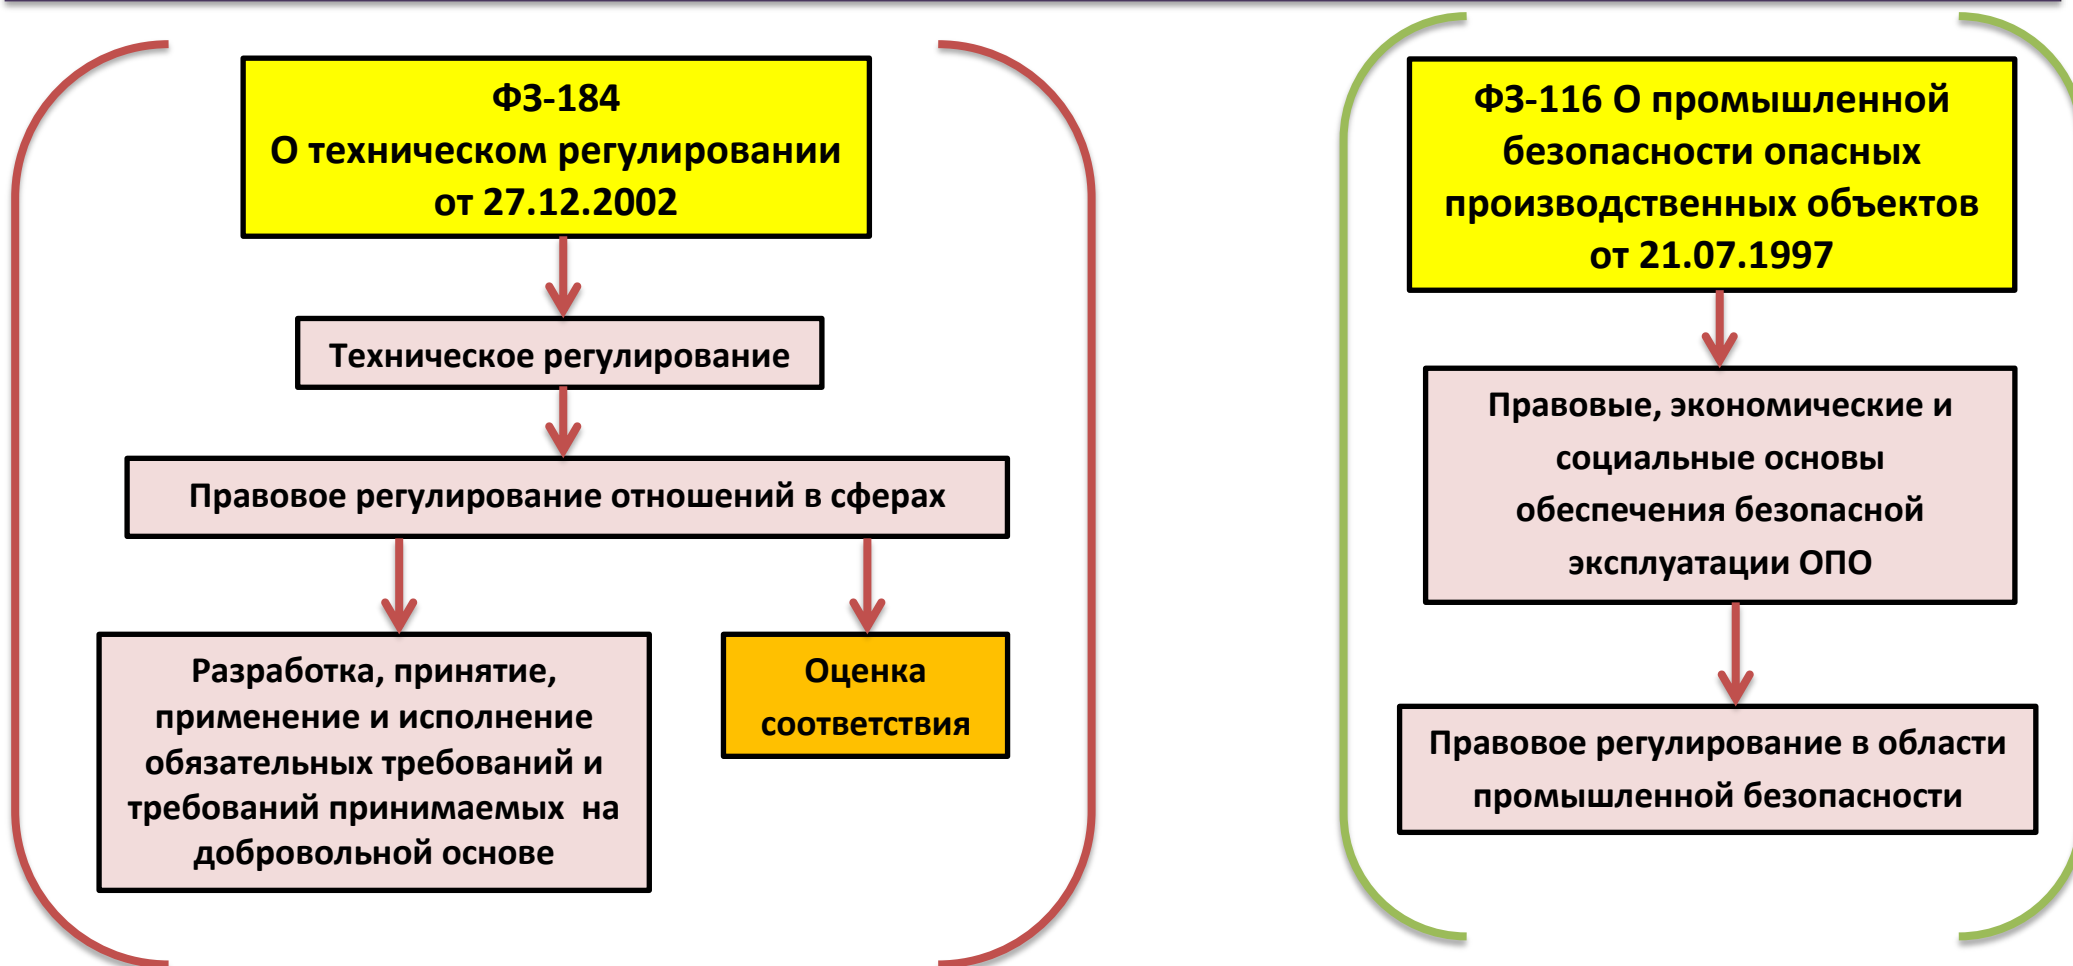 ФЗ-184
О техническом регулировании
от 27.12.2002
Техническое регулирование
Правовое регулирование отношений в сферах
Разработка, принятие,
применение и исполнение
обязательных требований и
требований принимаемых  на
добровольной основе
Оценка
соответствия
ФЗ-116 О промышленной
безопасности опасных
производственных объектов
от 21.07.1997
Правовые, экономические и
социальные основы
обеспечения безопасной
эксплуатации ОПО
Правовое регулирование в области
промышленной безопасности